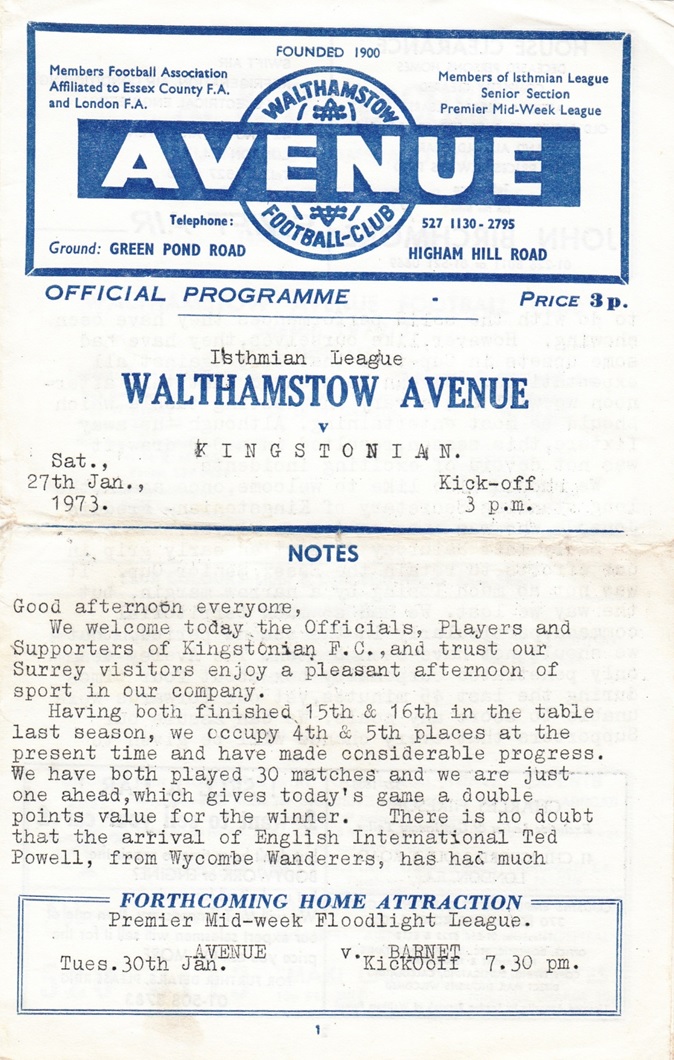 FOUNDED 1900
Members Football Association
Affiliated to Essex County F.A.
and London F.A.
Members of Isthmian League
Senior Section
Premier Mid-Week League
WALTHAMSTOW
AVENUE
FOOTBALL-CLUB
Telephone: 527 1130 - 2795
Ground: GREEN POND ROAD HIGHAM HILL ROAD
OFFICIAL PROGRAMME - PRICE 3p.
Isthmian League
WALTHAMSTOW AVENUE
v
KINGSTONIAN.
Sat.,
27th Jan., Kick-off
1973. 3 p.m.
NOTES
Good afternoon everyone,
We welcome today the Officials, Players and
Supporters of Kingstonian F.C.,and trust our
Surrey visitors enjoy a pleasant afternoon of
sport in our company.
Having both finished 15th & 16th in the table
last season, we occupy 4th & 5th places at the
present time and have made considerable progress.
We have both played 30 matches and we are just
one ahead,which gives today's game a double
points value for the winner. There is no doubt
that the arrival of English International Ted
Powell, from Wycombe Wanderers, has had much
FORTHCOMING HOME ATTRACTION
Premier Mid-week Floodlight League.
AVENUE v. BARNET
Tues.30th Jan. KickOoff 7.30 pm.
1